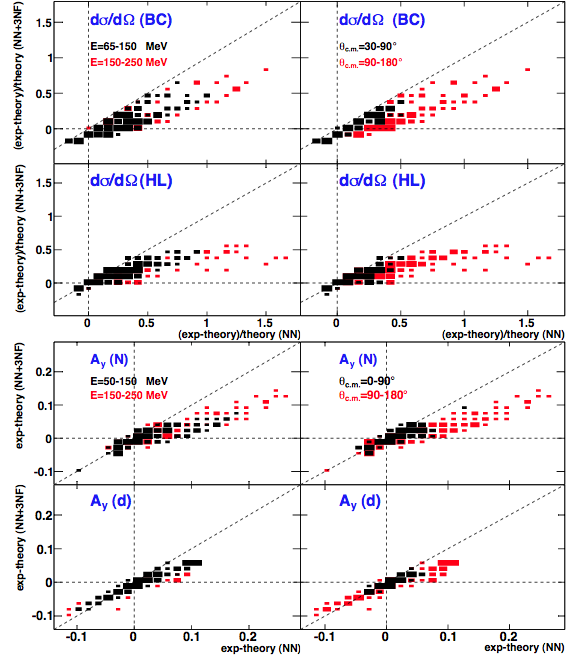 dσ/dΩ (BC)
dσ/dΩ (BC)
E=65-150 MeV
E=150-250 MeV
θc.m.=30-90°
θc.m.=90-180°
(exp-theory)/theory (NN+3NF)
1.5
1
0.5
0
dσ/dΩ (HL)
dσ/dΩ (HL)
(exp-theory)/theory (NN+3NF)
1.5
1
0.5
0
0 0.5 1 1.5
0 0.5 1 1.5
(exp-theory)/theory (NN)
(exp-theory)/theory (NN)
Ay (N)
Ay (N)
E=50-150 MeV
E=150-250 MeV
θc.m.=0-90°
θc.m.=90-180°
exp-theory (NN+3NF)
0.2
0.1
0
-0.1
Ay (d)
Ay (d)
exp-theory (NN+3NF)
0.2
0.1
0
-0.1
-0.1 0 0.1 0.2
-0.1 0 0.1 0.2
exp-theory (NN)
exp-theory (NN)